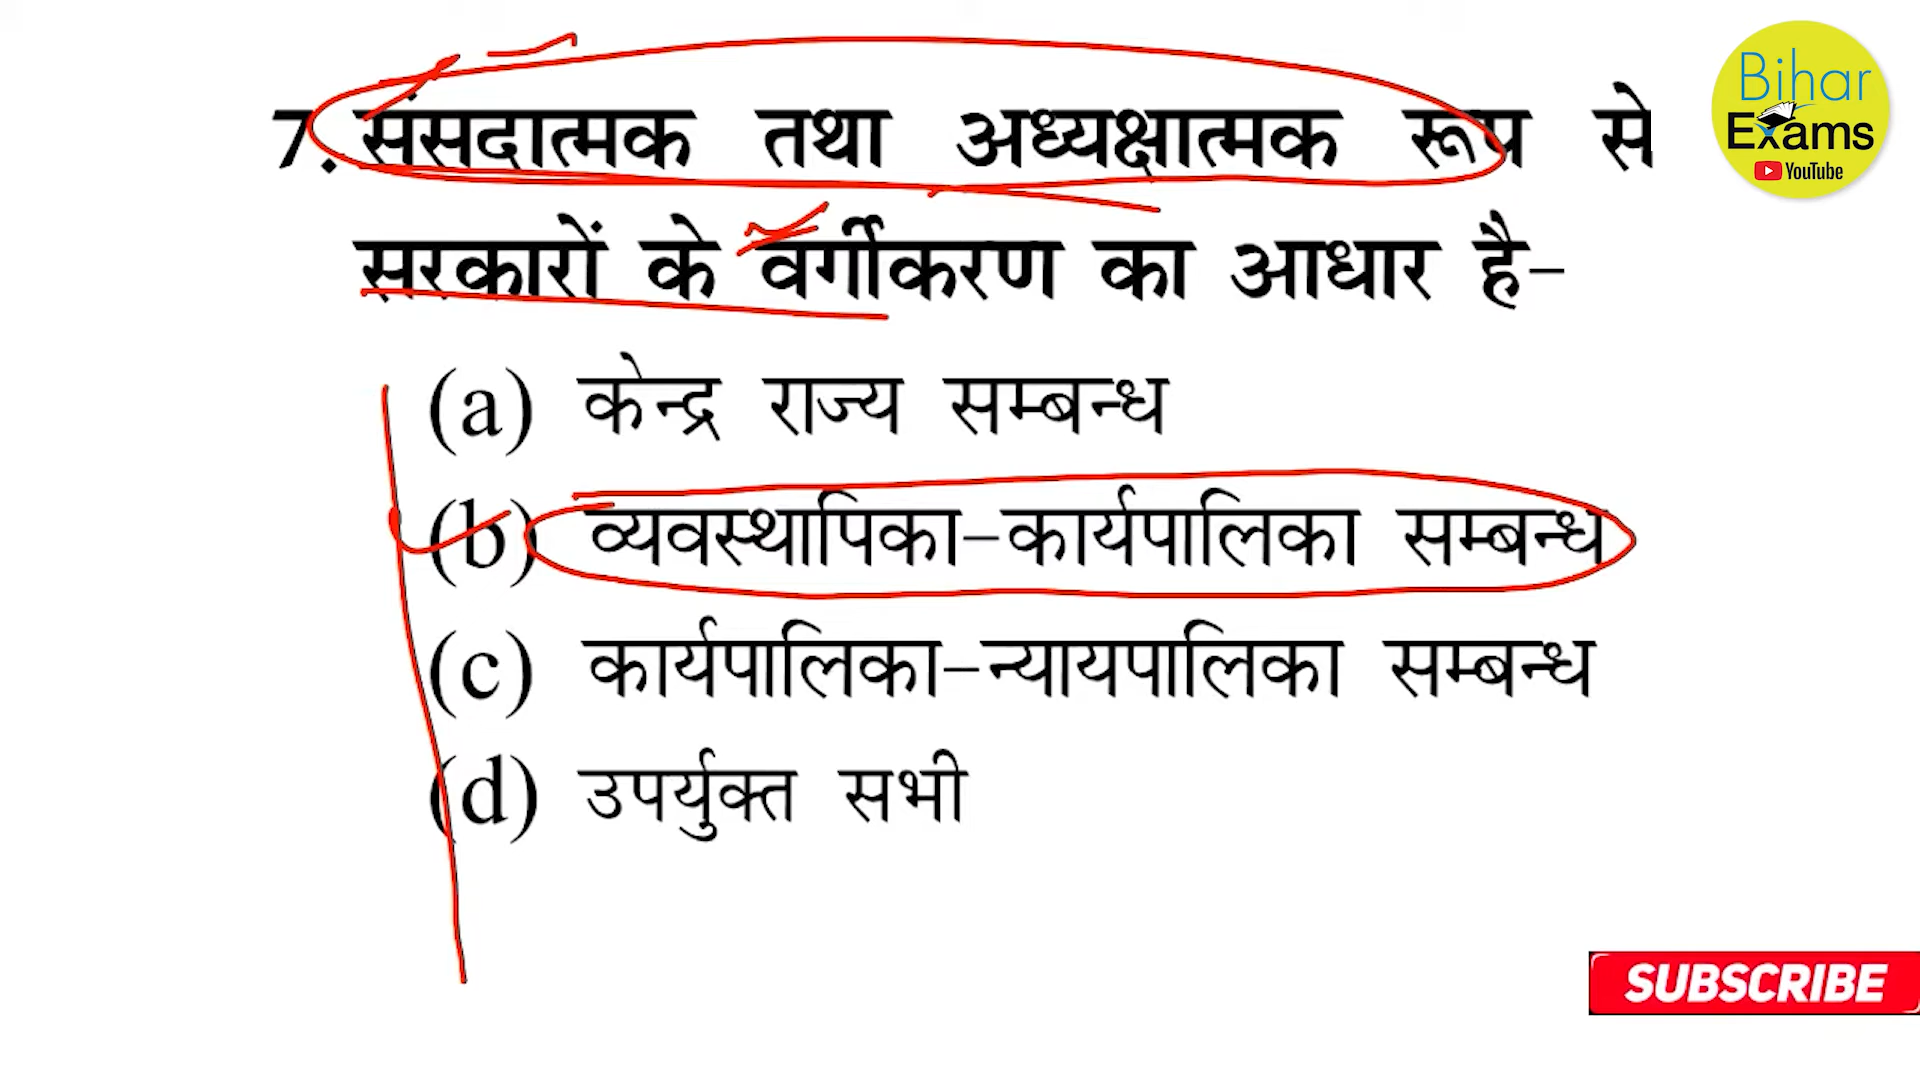 Bihar
Exams
YouTube
7. संसदात्मक तथा अध्यक्षात्मक रूप से
सरकारों के वर्गीकरण का आधार है-
(a) केन्द्र राज्य सम्बन्ध
(b) व्यवस्थापिका-कार्यपालिका सम्बन्ध
(c) कार्यपालिका-न्यायपालिका सम्बन्ध
(d) उपर्युक्त सभी
SUBSCRIBE